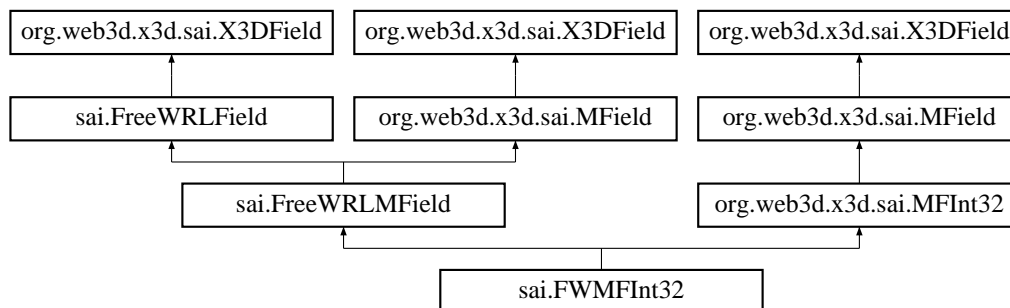 org.web3d.x3d.sai.X3DField org.web3d.x3d.sai.X3DField org.web3d.x3d.sai.X3DField
sai.FreeWRLField org.web3d.x3d.sai.MField org.web3d.x3d.sai.MField
sai.FreeWRLMField org.web3d.x3d.sai.MFInt32
sai.FWMFInt32